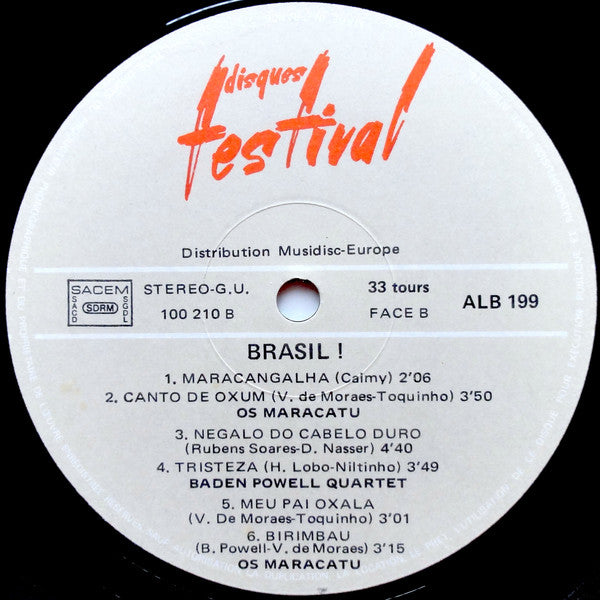 disques
festival
Distribution Musidisc-Europe
SACEM
SACD
SDRM
SGDL
STEREO-G.U.
100 210 B
33 tours
FACE B
ALB 199
BRASIL !
1. MARACANGALHA (Caimy) 2'06
2. CANTO DE OXUM (V. de Moraes-Toquinho) 3'50
OS MARACATU
3. NEGALO DO CABELO DURO
(Rubens Soares-D. Nasser) 4'40
4. TRISTEZA (H. Lobo-Niltinho) 3'49
BADEN POWELL QUARTET
5. MEU PAI OXALA
(V. De Moraes-Toquinho) 3'01
6. BIRIMBAU
(B. Powell-V. de Moraes) 3'15
OS MARACATU